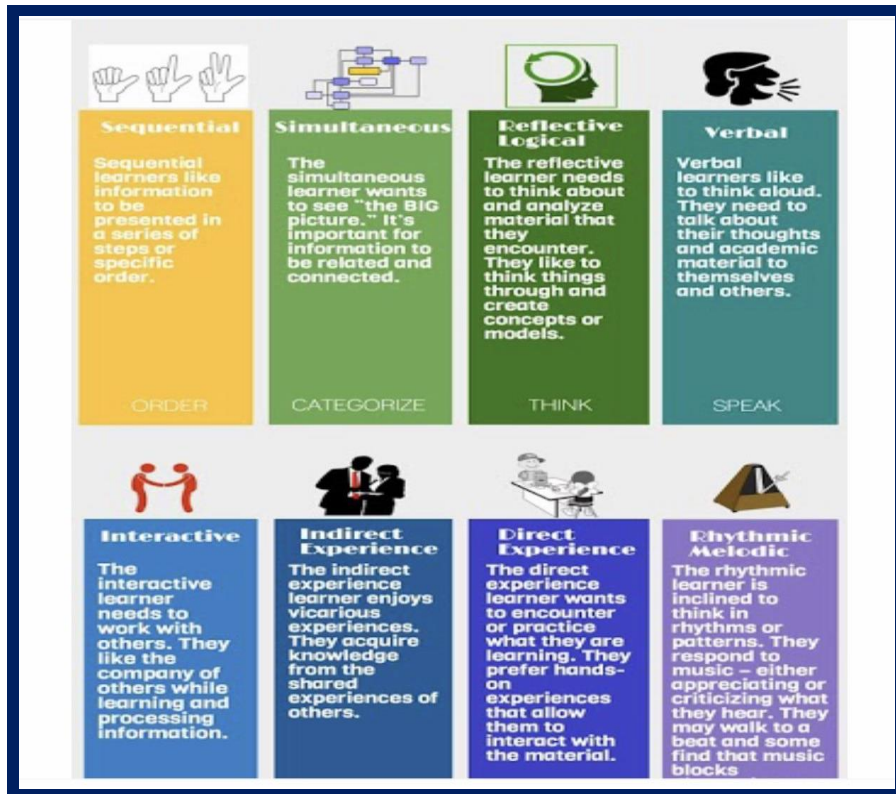 Sequential
Sequential
learners like
information
to be
presented in
a series of
steps or
specific
order.
ORDER
Simultaneous
The
simultaneous
learner wants
to see "the BIG
picture." It's
important for
information to
be related and
connected.
CATEGORIZE
Reflective
Logical
The reflective
learner needs
to think about
and analyze
material that
they
encounter.
They like to
think things
through and
create
concepts or
models.
THINK
Verbal
Verbal
learners like
to think aloud.
They need to
talk about
their thoughts
and academic
material to
themselves
and others.
SPEAK
Interactive
The
interactive
learner
needs to
work with
others. They
like the
company of
others while
learning and
processing
information.
Indirect
Experience
The indirect
experience
learner enjoys
vicarious
experiences.
They acquire
knowledge
from the
shared
experiences of
others.
Direct
Experience
The direct
experience
learner wants
to encounter
or practice
what they are
learning. They
prefer hands-
on
experiences
that allow
them to
interact with
the material.
Rhythmic
Melodic
The rhythmic
learner is
inclined to
think in
rhythms or
patterns. They
respond to
music – either
appreciating or
criticizing what
they hear. They
may walk to a
beat and some
find that music
blocks